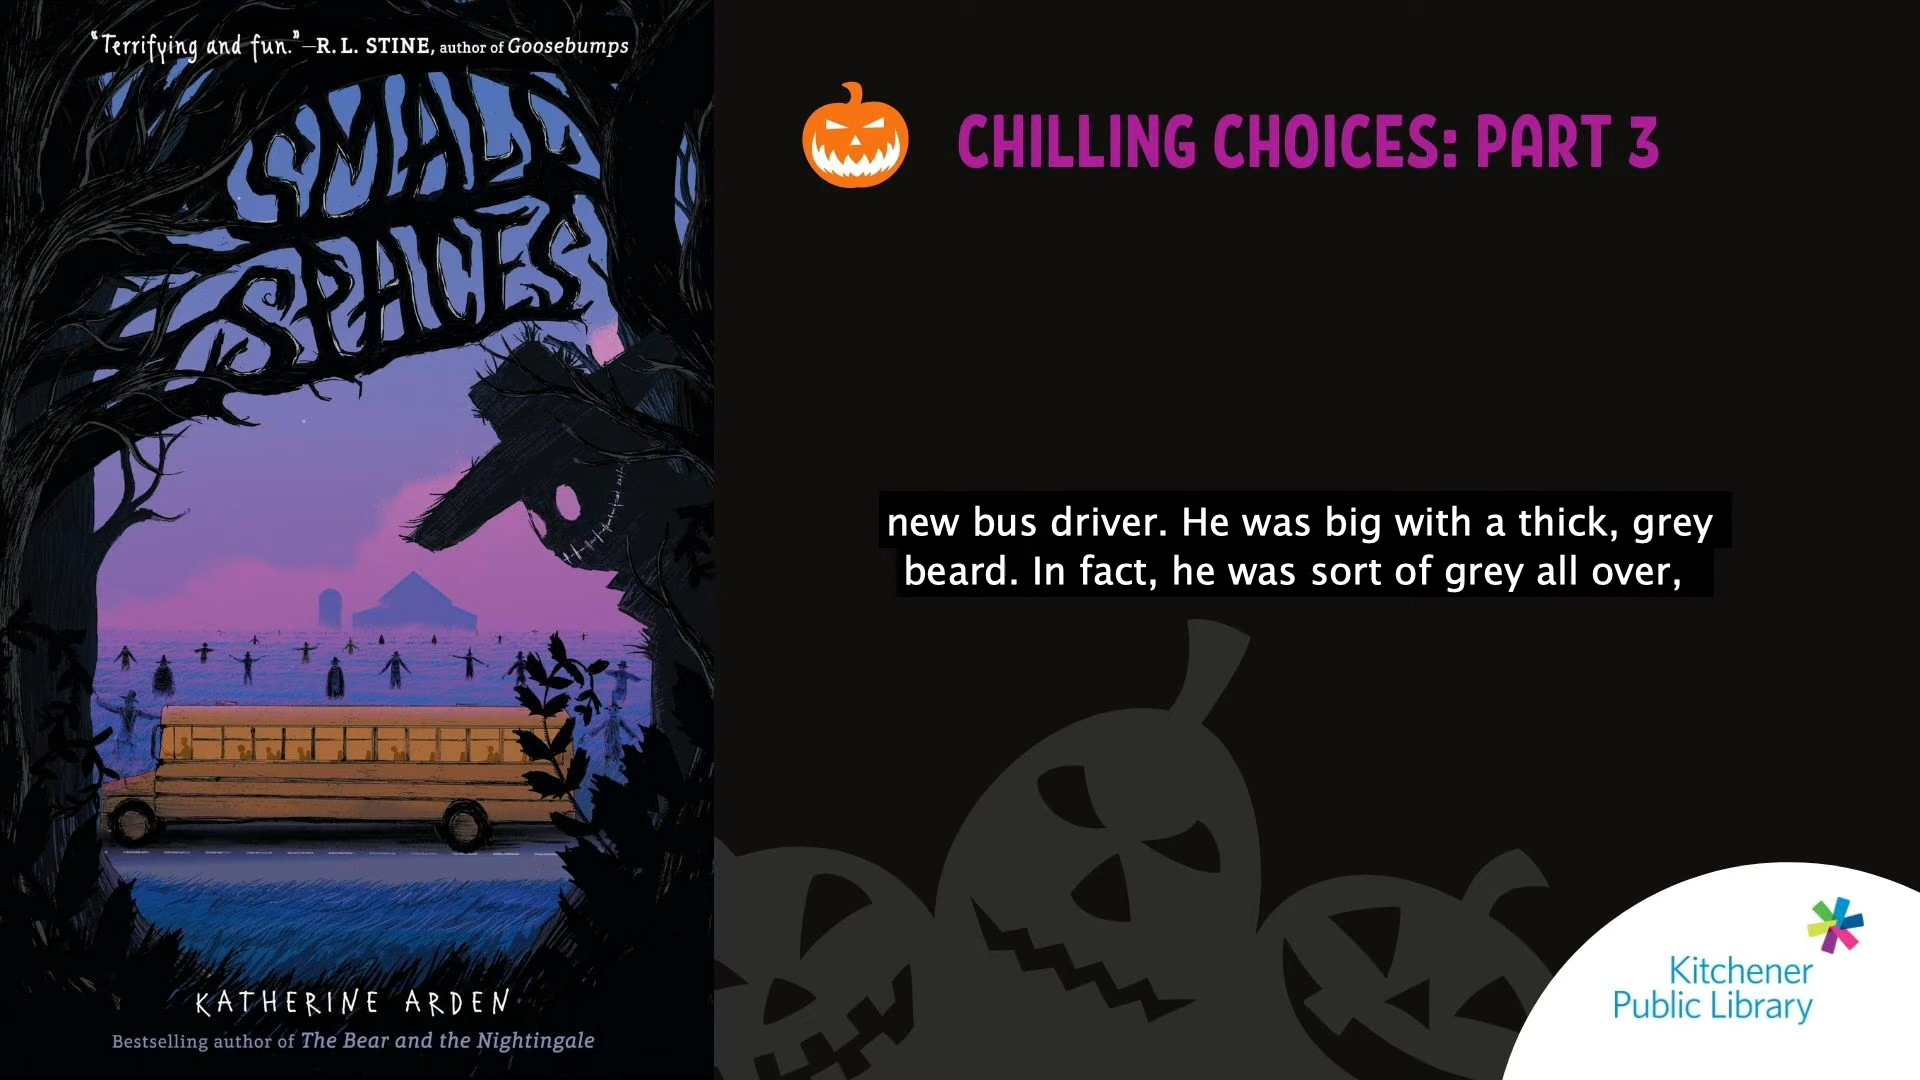 “Terrifying and fun.”—R. L. STINE, author of Goosebumps
SMALL
SPACES
KATHERINE ARDEN
Bestselling author of The Bear and the Nightingale
CHILLING CHOICES: PART 3
new bus driver. He was big with a thick, grey
beard. In fact, he was sort of grey all over,
Kitchener
Public Library